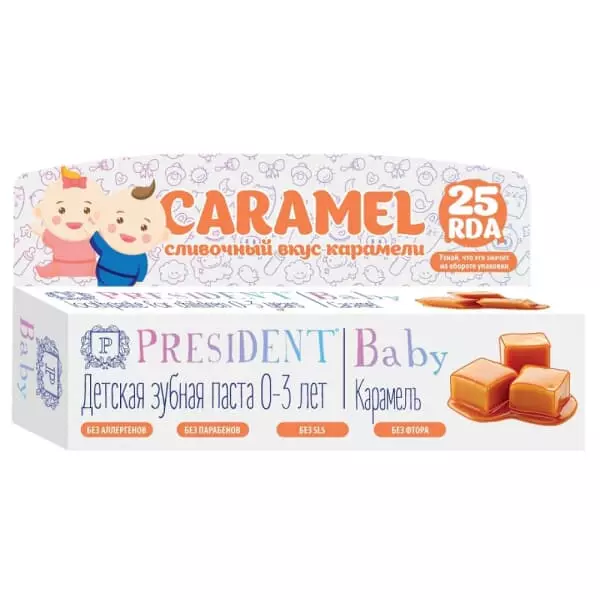 CARAMEL
сливочный вкус карамели
25
RDA
Узнай, что это значит
на обороте упаковки
Baby
P
PRESIDENT
Baby
Детская зубная паста 0-3 лет
Карамель
БЕЗ АЛЛЕРГЕНОВ
БЕЗ ПАРАБЕНОВ
БЕЗ SLS
БЕЗ ФТОРА